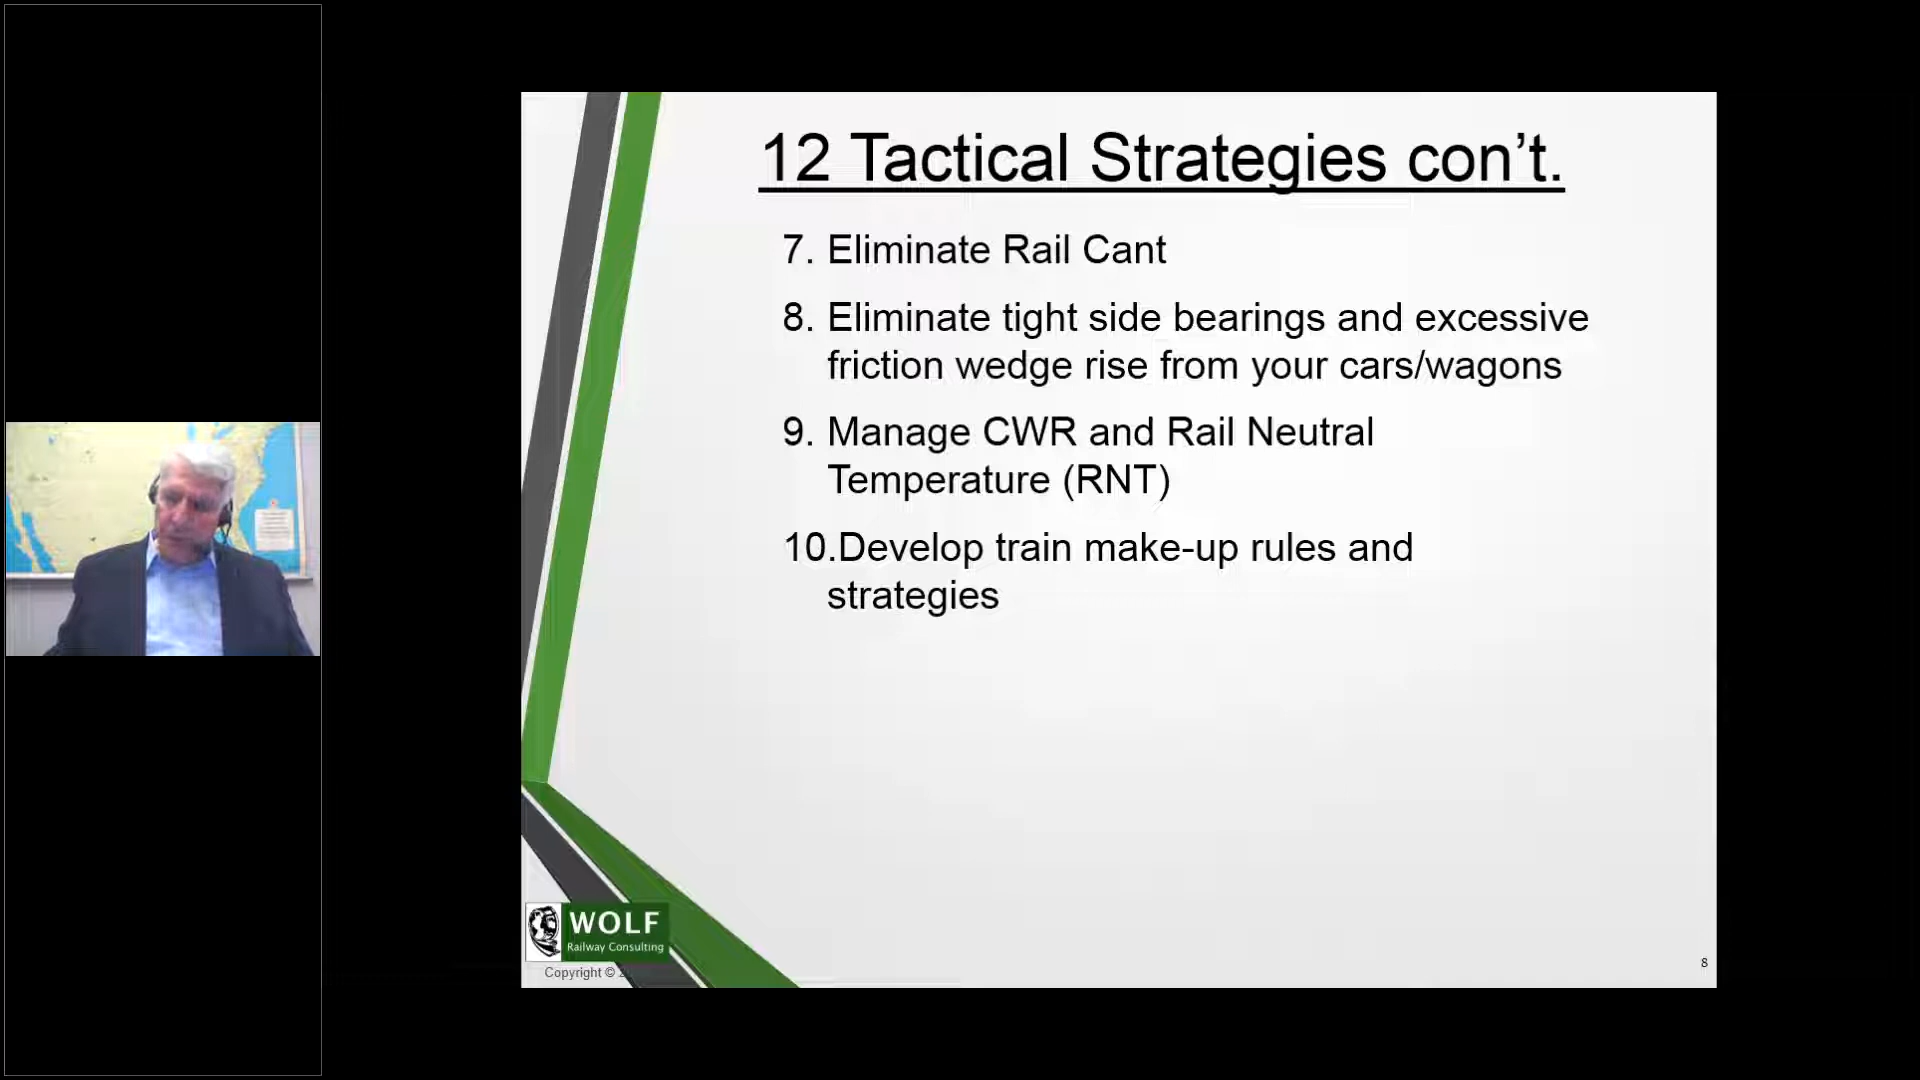 12 Tactical Strategies con’t.
7. Eliminate Rail Cant
8. Eliminate tight side bearings and excessive
friction wedge rise from your cars/wagons
9. Manage CWR and Rail Neutral
Temperature (RNT)
10.Develop train make-up rules and
strategies
WOLF
Railway Consulting
Copyright ©
8